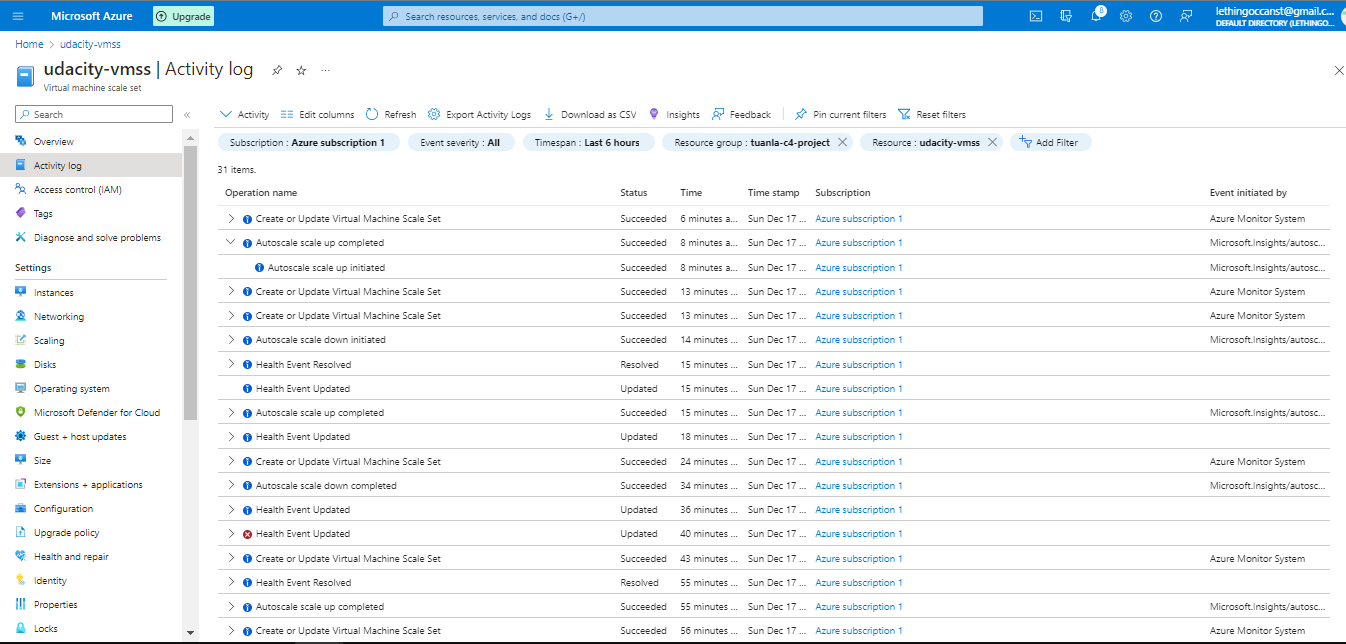 Microsoft Azure Upgrade Search resources, services, and docs (G+/) 8 lethingoccanst@gmail.c...
DEFAULT DIRECTORY (LETHINGO...
Home > udacity-vmss
udacity-vmss | Activity log ...
Virtual machine scale set
Search «
Activity Edit columns Refresh Export Activity Logs Download as CSV Insights Feedback Pin current filters Reset filters
Overview
Activity log
Access control (IAM)
Tags
Diagnose and solve problems
Settings
Instances
Networking
Scaling
Disks
Operating system
Microsoft Defender for Cloud
Guest + host updates
Size
Extensions + applications
Configuration
Upgrade policy
Health and repair
Identity
Properties
Locks
Subscription : Azure subscription 1 Event severity : All Timespan : Last 6 hours Resource group : tuanla-c4-project Resource : udacity-vmss Add Filter
31 items.
Operation name Status Time Time stamp Subscription Event initiated by
Create or Update Virtual Machine Scale Set Succeeded 6 minutes a... Sun Dec 17 ... Azure subscription 1 Azure Monitor System
Autoscale scale up completed Succeeded 8 minutes a... Sun Dec 17 ... Azure subscription 1 Microsoft.Insights/autosc...
Autoscale scale up initiated Succeeded 8 minutes a... Sun Dec 17 ... Azure subscription 1 Microsoft.Insights/autosc...
Create or Update Virtual Machine Scale Set Succeeded 13 minutes ... Sun Dec 17 ... Azure subscription 1 Azure Monitor System
Create or Update Virtual Machine Scale Set Succeeded 13 minutes ... Sun Dec 17 ... Azure subscription 1 Azure Monitor System
Autoscale scale down initiated Succeeded 14 minutes ... Sun Dec 17 ... Azure subscription 1 Microsoft.Insights/autosc...
Health Event Resolved Resolved 15 minutes ... Sun Dec 17 ... Azure subscription 1
Health Event Updated Updated 15 minutes ... Sun Dec 17 ... Azure subscription 1
Autoscale scale up completed Succeeded 15 minutes ... Sun Dec 17 ... Azure subscription 1 Microsoft.Insights/autosc...
Health Event Updated Updated 18 minutes ... Sun Dec 17 ... Azure subscription 1
Create or Update Virtual Machine Scale Set Succeeded 24 minutes ... Sun Dec 17 ... Azure subscription 1 Azure Monitor System
Autoscale scale down completed Succeeded 34 minutes ... Sun Dec 17 ... Azure subscription 1 Microsoft.Insights/autosc...
Health Event Updated Updated 36 minutes ... Sun Dec 17 ... Azure subscription 1
Health Event Updated Updated 40 minutes ... Sun Dec 17 ... Azure subscription 1
Create or Update Virtual Machine Scale Set Succeeded 43 minutes ... Sun Dec 17 ... Azure subscription 1 Azure Monitor System
Health Event Resolved Resolved 55 minutes ... Sun Dec 17 ... Azure subscription 1
Autoscale scale up completed Succeeded 55 minutes ... Sun Dec 17 ... Azure subscription 1 Microsoft.Insights/autosc...
Create or Update Virtual Machine Scale Set Succeeded 56 minutes ... Sun Dec 17 ... Azure subscription 1 Azure Monitor System